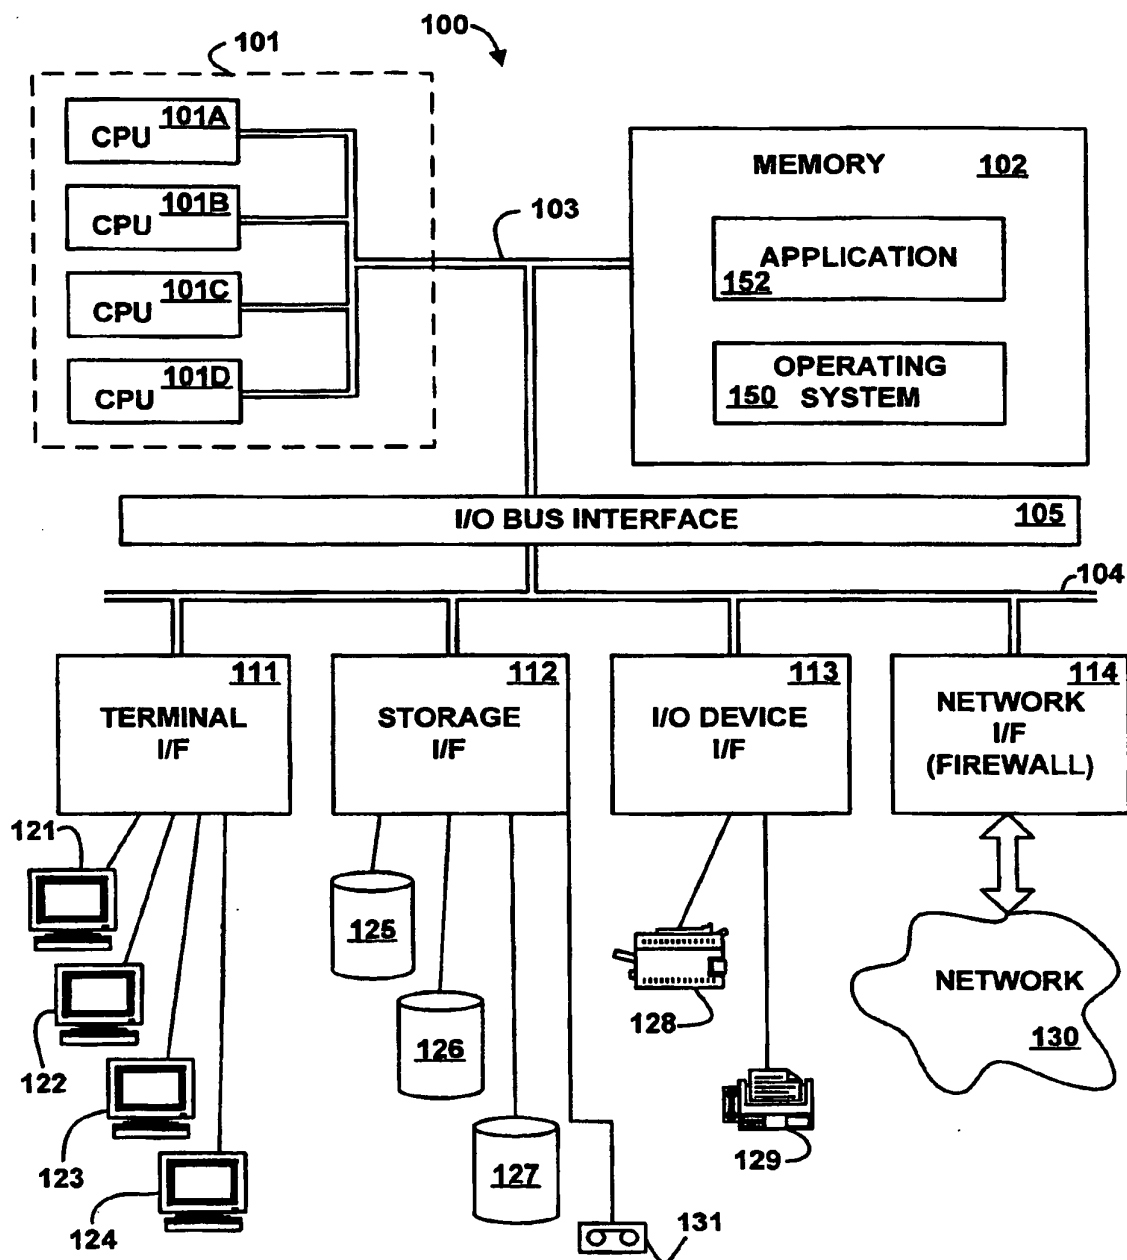 100
101
CPU 101A
CPU 101B
CPU 101C
CPU 101D
103
MEMORY 102
APPLICATION
152
OPERATING
150 SYSTEM
I/O BUS INTERFACE 105
104
111
TERMINAL
I/F
112
STORAGE
I/F
113
I/O DEVICE
I/F
114
NETWORK
I/F
(FIREWALL)
121
122
123
124
125
126
127
131
128
129
NETWORK
130